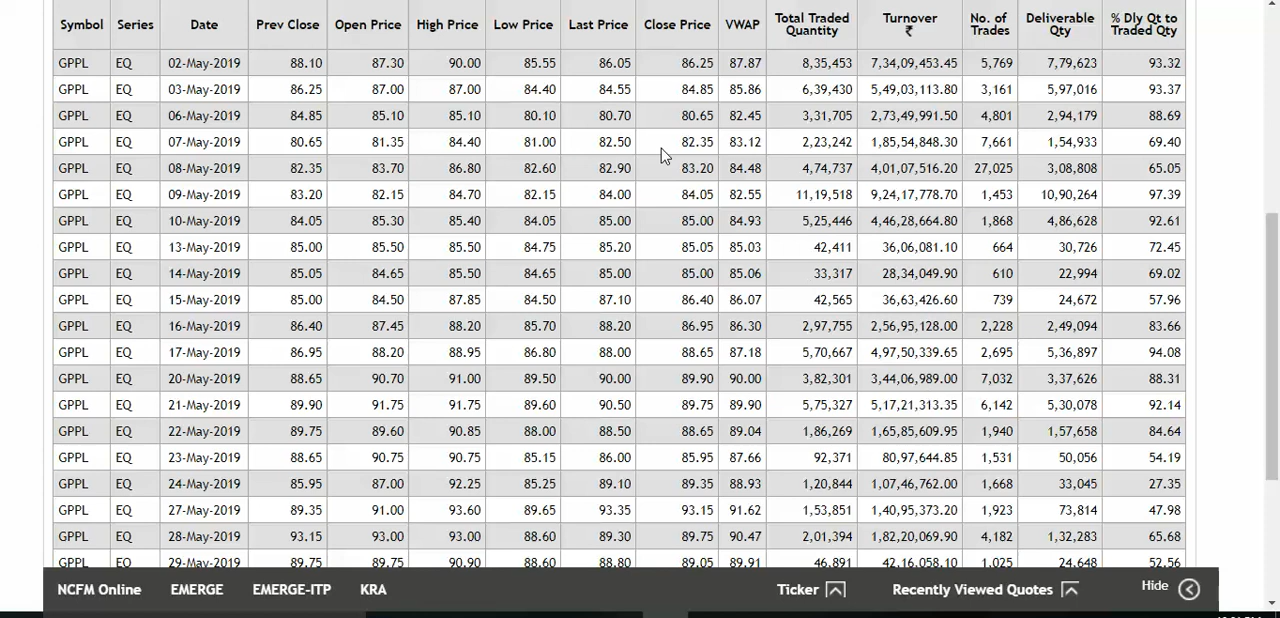 Symbol Series Date Prev Close Open Price High Price Low Price Last Price Close Price VWAP Total Traded Quantity Turnover ₹ No. of Trades Deliverable Qty % Dly Qt to Traded Qty
GPPL EQ 02-May-2019 88.10 87.30 90.00 85.55 86.05 86.25 87.87 8,35,453 7,34,09,453.45 5,769 7,79,623 93.32
GPPL EQ 03-May-2019 86.25 87.00 87.00 84.40 84.55 84.85 85.86 6,39,430 5,49,03,113.80 3,161 5,97,016 93.37
GPPL EQ 06-May-2019 84.85 85.10 85.10 80.10 80.70 80.65 82.45 3,31,705 2,73,49,991.50 4,801 2,94,179 88.69
GPPL EQ 07-May-2019 80.65 81.35 84.40 81.00 82.50 82.35 83.12 2,23,242 1,85,54,848.30 7,661 1,54,933 69.40
GPPL EQ 08-May-2019 82.35 83.70 86.80 82.60 82.90 83.20 84.48 4,74,737 4,01,07,516.20 27,025 3,08,808 65.05
GPPL EQ 09-May-2019 83.20 82.15 84.70 82.15 84.00 84.05 82.55 11,19,518 9,24,17,778.70 1,453 10,90,264 97.39
GPPL EQ 10-May-2019 84.05 85.30 85.40 84.05 85.00 85.00 84.93 5,25,446 4,46,28,664.80 1,868 4,86,628 92.61
GPPL EQ 13-May-2019 85.00 85.50 85.50 84.75 85.20 85.05 85.03 42,411 36,06,081.10 664 30,726 72.45
GPPL EQ 14-May-2019 85.05 84.65 85.50 84.65 85.00 85.00 85.06 33,317 28,34,049.90 610 22,994 69.02
GPPL EQ 15-May-2019 85.00 84.50 87.85 84.50 87.10 86.40 86.07 42,565 36,63,426.60 739 24,672 57.96
GPPL EQ 16-May-2019 86.40 87.45 88.20 85.70 88.20 86.95 86.30 2,97,755 2,56,95,128.00 2,228 2,49,094 83.66
GPPL EQ 17-May-2019 86.95 88.20 88.95 86.80 88.00 88.65 87.18 5,70,667 4,97,50,339.65 2,695 5,36,897 94.08
GPPL EQ 20-May-2019 88.65 90.70 91.00 89.50 90.00 89.90 90.00 3,82,301 3,44,06,989.00 7,032 3,37,626 88.31
GPPL EQ 21-May-2019 89.90 91.75 91.75 89.60 90.50 89.75 89.90 5,75,327 5,17,21,313.35 6,142 5,30,078 92.14
GPPL EQ 22-May-2019 89.75 89.60 90.85 88.00 88.50 88.65 89.04 1,86,269 1,65,85,609.95 1,940 1,57,658 84.64
GPPL EQ 23-May-2019 88.65 90.75 90.75 85.15 86.00 85.95 87.66 92,371 80,97,644.85 1,531 50,056 54.19
GPPL EQ 24-May-2019 85.95 87.00 92.25 85.25 89.10 89.35 88.93 1,20,844 1,07,46,762.00 1,668 33,045 27.35
GPPL EQ 27-May-2019 89.35 91.00 93.60 89.65 93.35 93.15 91.62 1,53,851 1,40,95,373.20 1,923 73,814 47.98
GPPL EQ 28-May-2019 93.15 93.00 93.00 88.60 89.30 89.75 90.47 2,01,394 1,82,20,069.90 4,182 1,32,283 65.68
GPPL EQ 29-May-2019 89.75 89.75 90.90 88.60 88.80 89.05 89.91 46,891 42,16,058.10 1,025 24,648 52.56
NCFM Online EMERGE EMERGE-ITP KRA Ticker Recently Viewed Quotes Hide